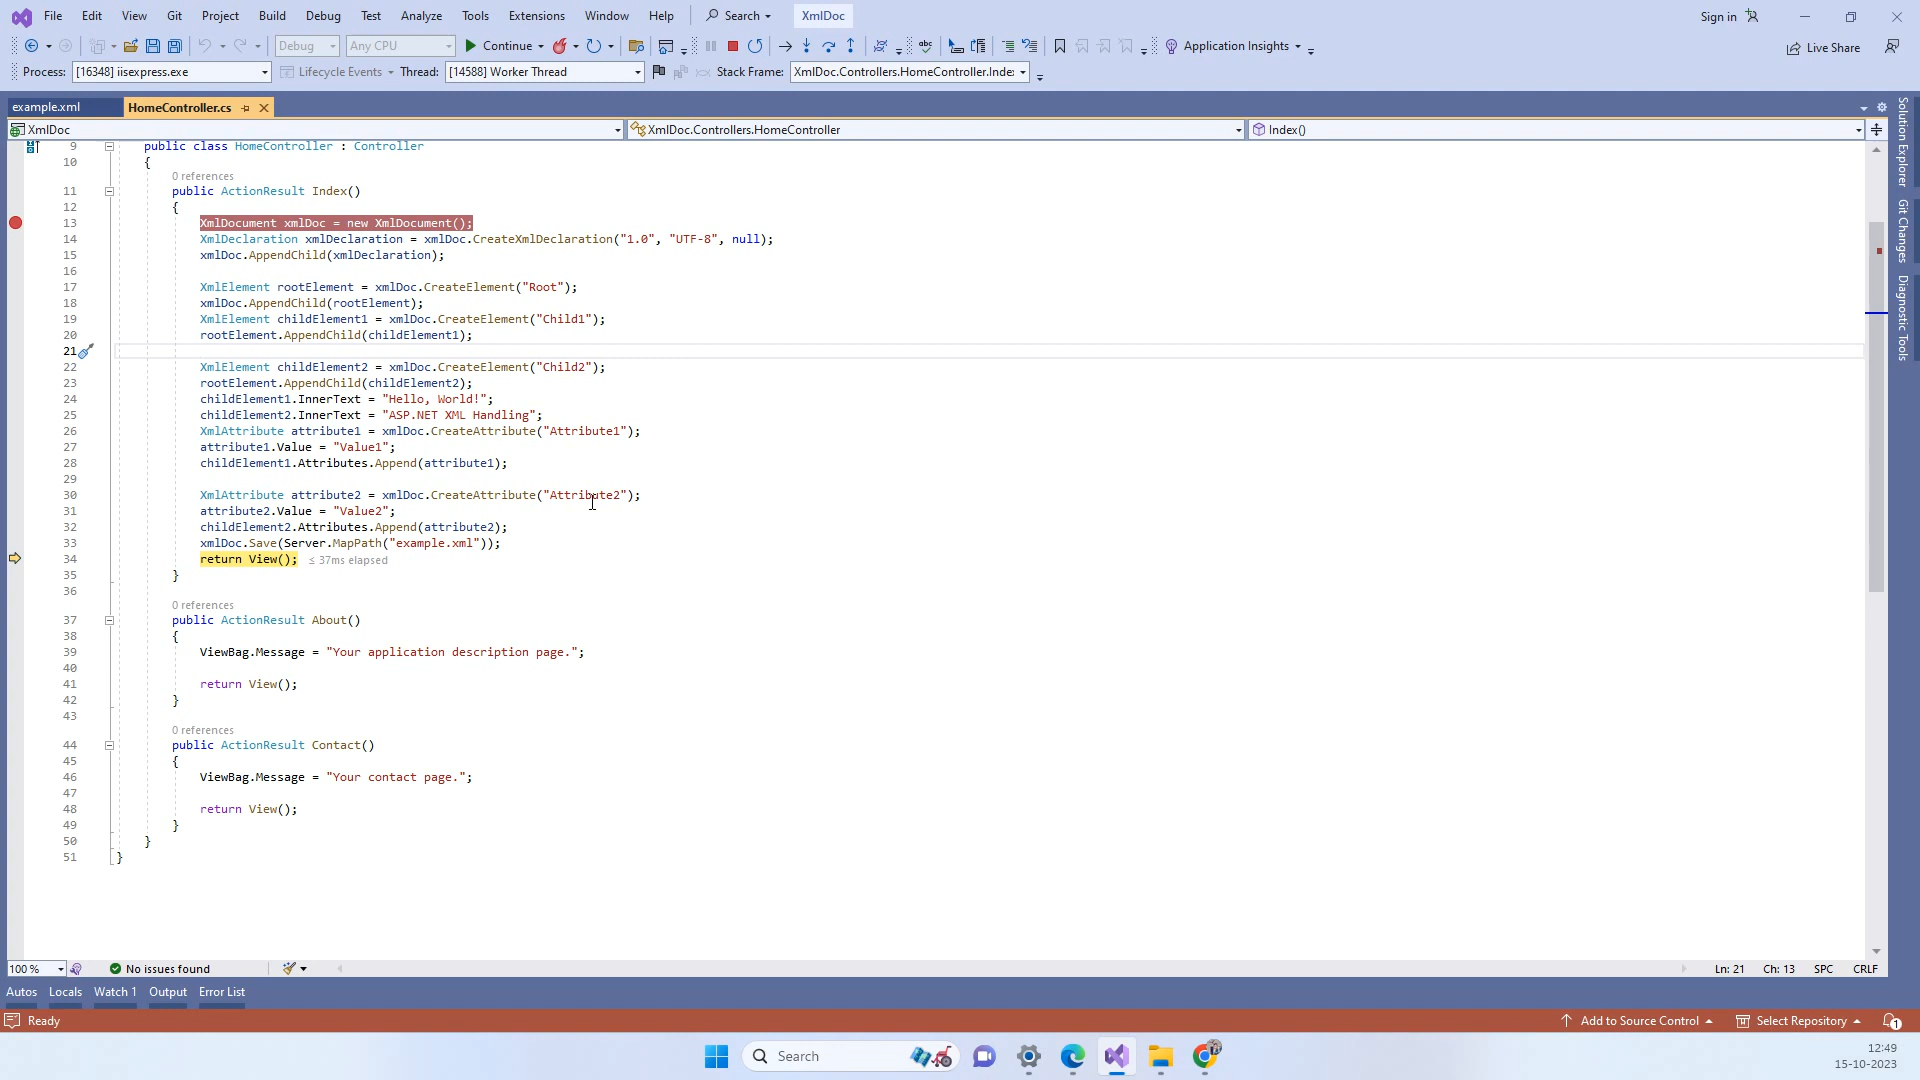 File Edit View Git Project Build Debug Test Analyze Tools Extensions Window Help Search XmlDoc Sign in
Debug Any CPU Continue Application Insights Live Share
Process: [16348] iisexpress.exe Lifecycle Events Thread: [14588] Worker Thread Stack Frame: XmlDoc.Controllers.HomeController.Index
example.xml HomeController.cs
XmlDoc XmlDoc.Controllers.HomeController Index()
9 public class HomeController : Controller
10 {
0 references
11 public ActionResult Index()
12 {
13 XmlDocument xmlDoc = new XmlDocument();
14 XmlDeclaration xmlDeclaration = xmlDoc.CreateXmlDeclaration("1.0", "UTF-8", null);
15 xmlDoc.AppendChild(xmlDeclaration);
16
17 XmlElement rootElement = xmlDoc.CreateElement("Root");
18 xmlDoc.AppendChild(rootElement);
19 XmlElement childElement1 = xmlDoc.CreateElement("Child1");
20 rootElement.AppendChild(childElement1);
21
22 XmlElement childElement2 = xmlDoc.CreateElement("Child2");
23 rootElement.AppendChild(childElement2);
24 childElement1.InnerText = "Hello, World!";
25 childElement2.InnerText = "ASP.NET XML Handling";
26 XmlAttribute attribute1 = xmlDoc.CreateAttribute("Attribute1");
27 attribute1.Value = "Value1";
28 childElement1.Attributes.Append(attribute1);
29
30 XmlAttribute attribute2 = xmlDoc.CreateAttribute("Attribute2");
31 attribute2.Value = "Value2";
32 childElement2.Attributes.Append(attribute2);
33 xmlDoc.Save(Server.MapPath("example.xml"));
34 return View(); ≤ 37ms elapsed
35 }
36
0 references
37 public ActionResult About()
38 {
39 ViewBag.Message = "Your application description page.";
40
41 return View();
42 }
43
0 references
44 public ActionResult Contact()
45 {
46 ViewBag.Message = "Your contact page.";
47
48 return View();
49 }
50 }
51 }
Solution Explorer
Git Changes
Diagnostic Tools
100 % No issues found Ln: 21 Ch: 13 SPC CRLF
Autos Locals Watch 1 Output Error List
Ready Add to Source Control Select Repository 1
Search
12:49
15-10-2023